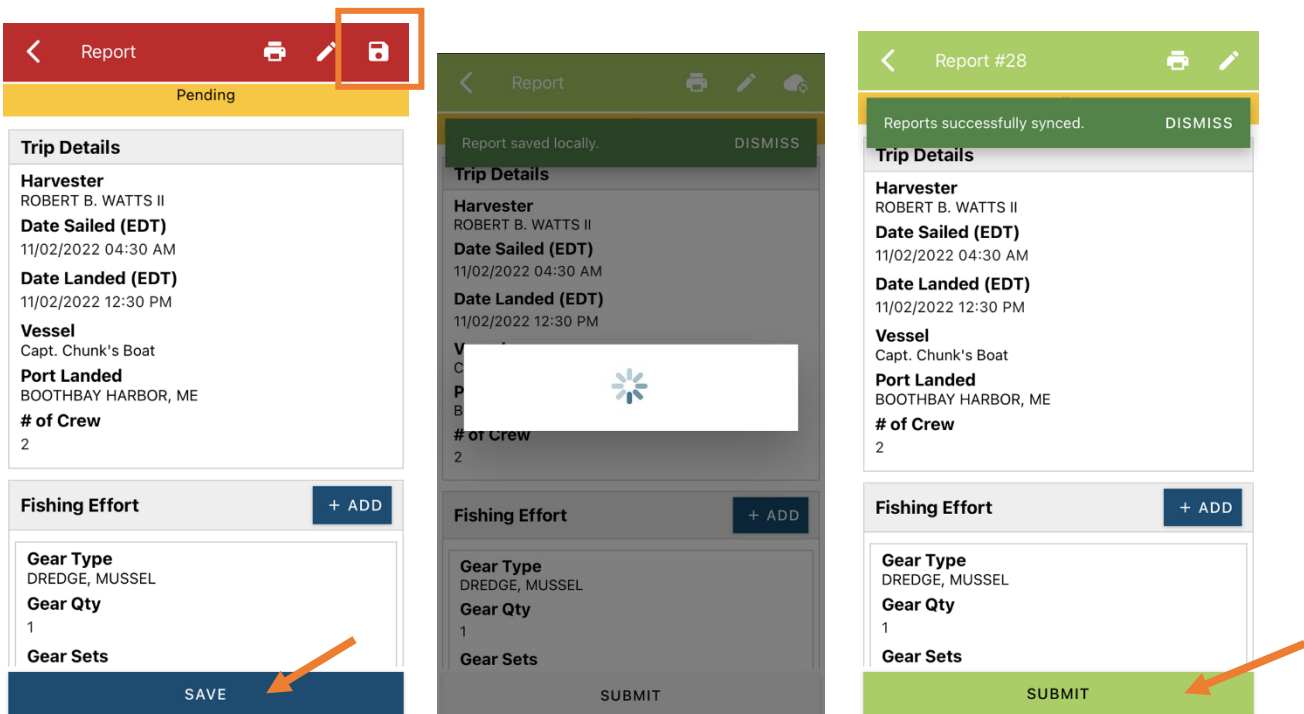 Report
Pending
Trip Details
Harvester
ROBERT B. WATTS II
Date Sailed (EDT)
11/02/2022 04:30 AM
Date Landed (EDT)
11/02/2022 12:30 PM
Vessel
Capt. Chunk's Boat
Port Landed
BOOTHBAY HARBOR, ME
# of Crew
2
Fishing Effort
+ ADD
Gear Type
DREDGE, MUSSEL
Gear Qty
1
Gear Sets
SAVE
Report
Report saved locally. DISMISS
Trip Details
Harvester
ROBERT B. WATTS II
Date Sailed (EDT)
11/02/2022 04:30 AM
Date Landed (EDT)
11/02/2022 12:30 PM
# of Crew
2
Fishing Effort
+ ADD
Gear Type
DREDGE, MUSSEL
Gear Qty
1
Gear Sets
SUBMIT
Report #28
Reports successfully synced. DISMISS
Trip Details
Harvester
ROBERT B. WATTS II
Date Sailed (EDT)
11/02/2022 04:30 AM
Date Landed (EDT)
11/02/2022 12:30 PM
Vessel
Capt. Chunk's Boat
Port Landed
BOOTHBAY HARBOR, ME
# of Crew
2
Fishing Effort
+ ADD
Gear Type
DREDGE, MUSSEL
Gear Qty
1
Gear Sets
SUBMIT